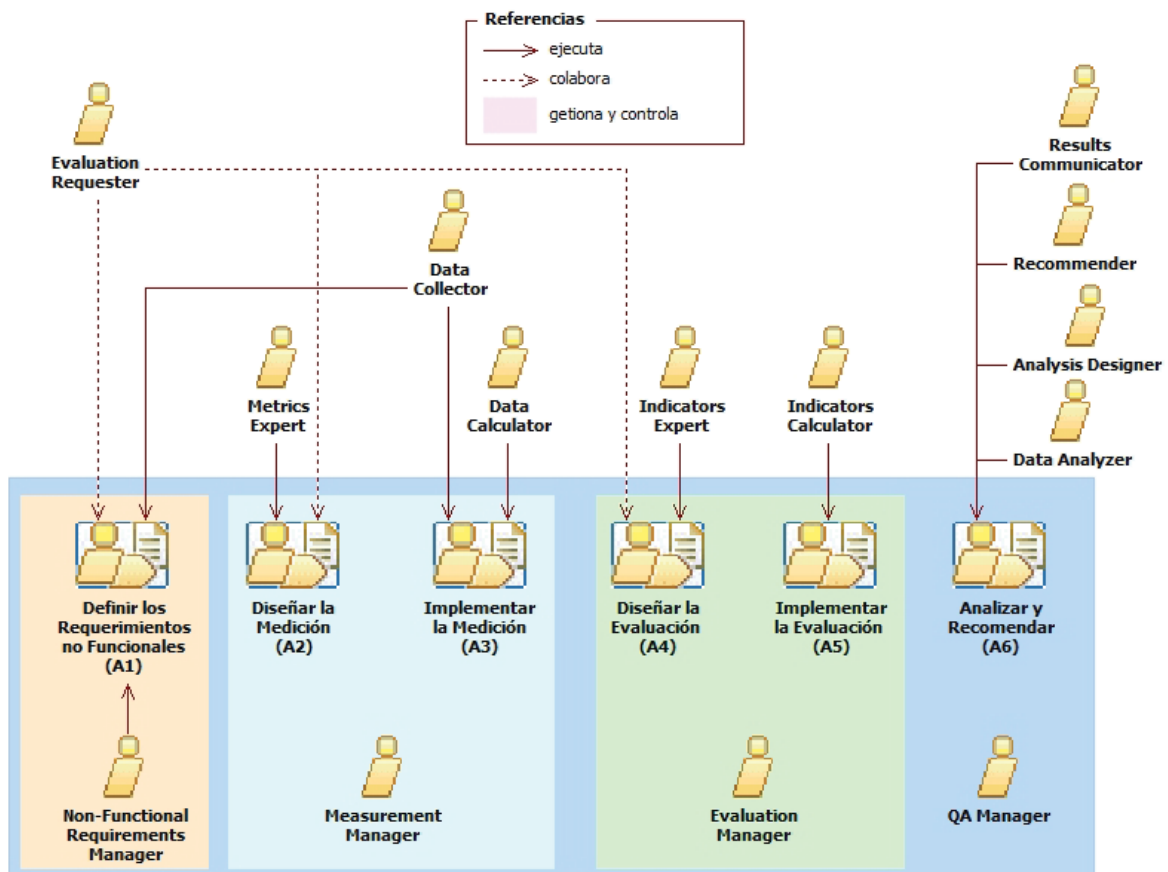 Referencias
ejecuta
colabora
getiona y controla
Evaluation
Requester
Results
Communicator
Data
Collector
Recommender
Analysis Designer
Metrics
Expert
Data
Calculator
Indicators
Expert
Indicators
Calculator
Data Analyzer
Definir los
Requerimientos
no Funcionales
(A1)
Diseñar la
Medición
(A2)
Implementar
la Medición
(A3)
Diseñar la
Evaluación
(A4)
Implementar
la Evaluación
(A5)
Analizar y
Recomendar
(A6)
Non-Functional
Requirements
Manager
Measurement
Manager
Evaluation
Manager
QA Manager